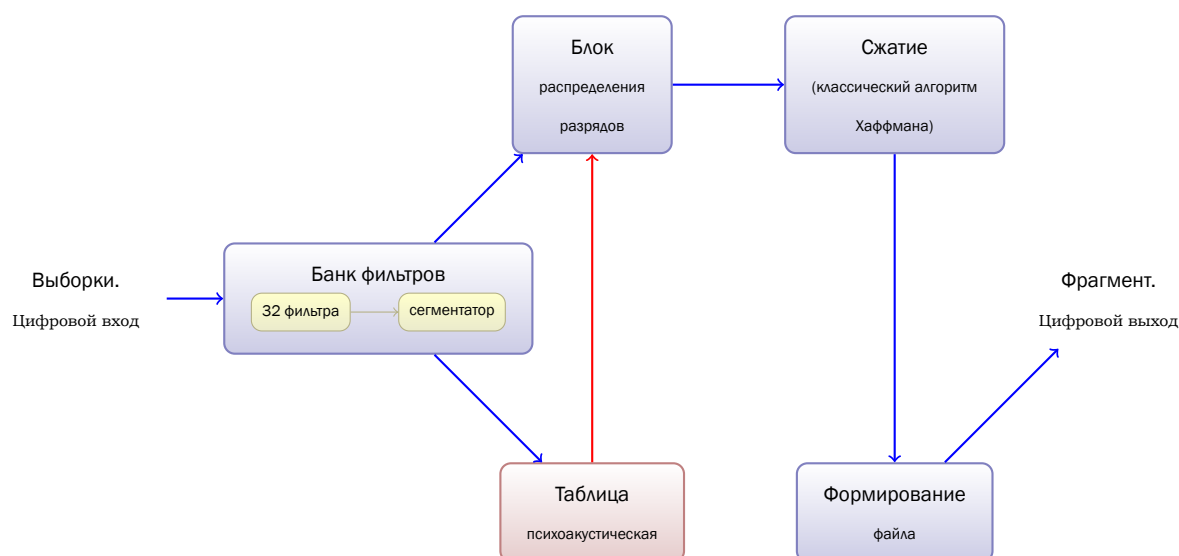 Блок
распределения
разрядов
Сжатие
(классический алгоритм
Хаффмана)
Выборки.
Цифровой вход
Банк фильтров
32 фильтра
сегментатор
Фрагмент.
Цифровой выход
Таблица
психоакустическая
Формирование
файла